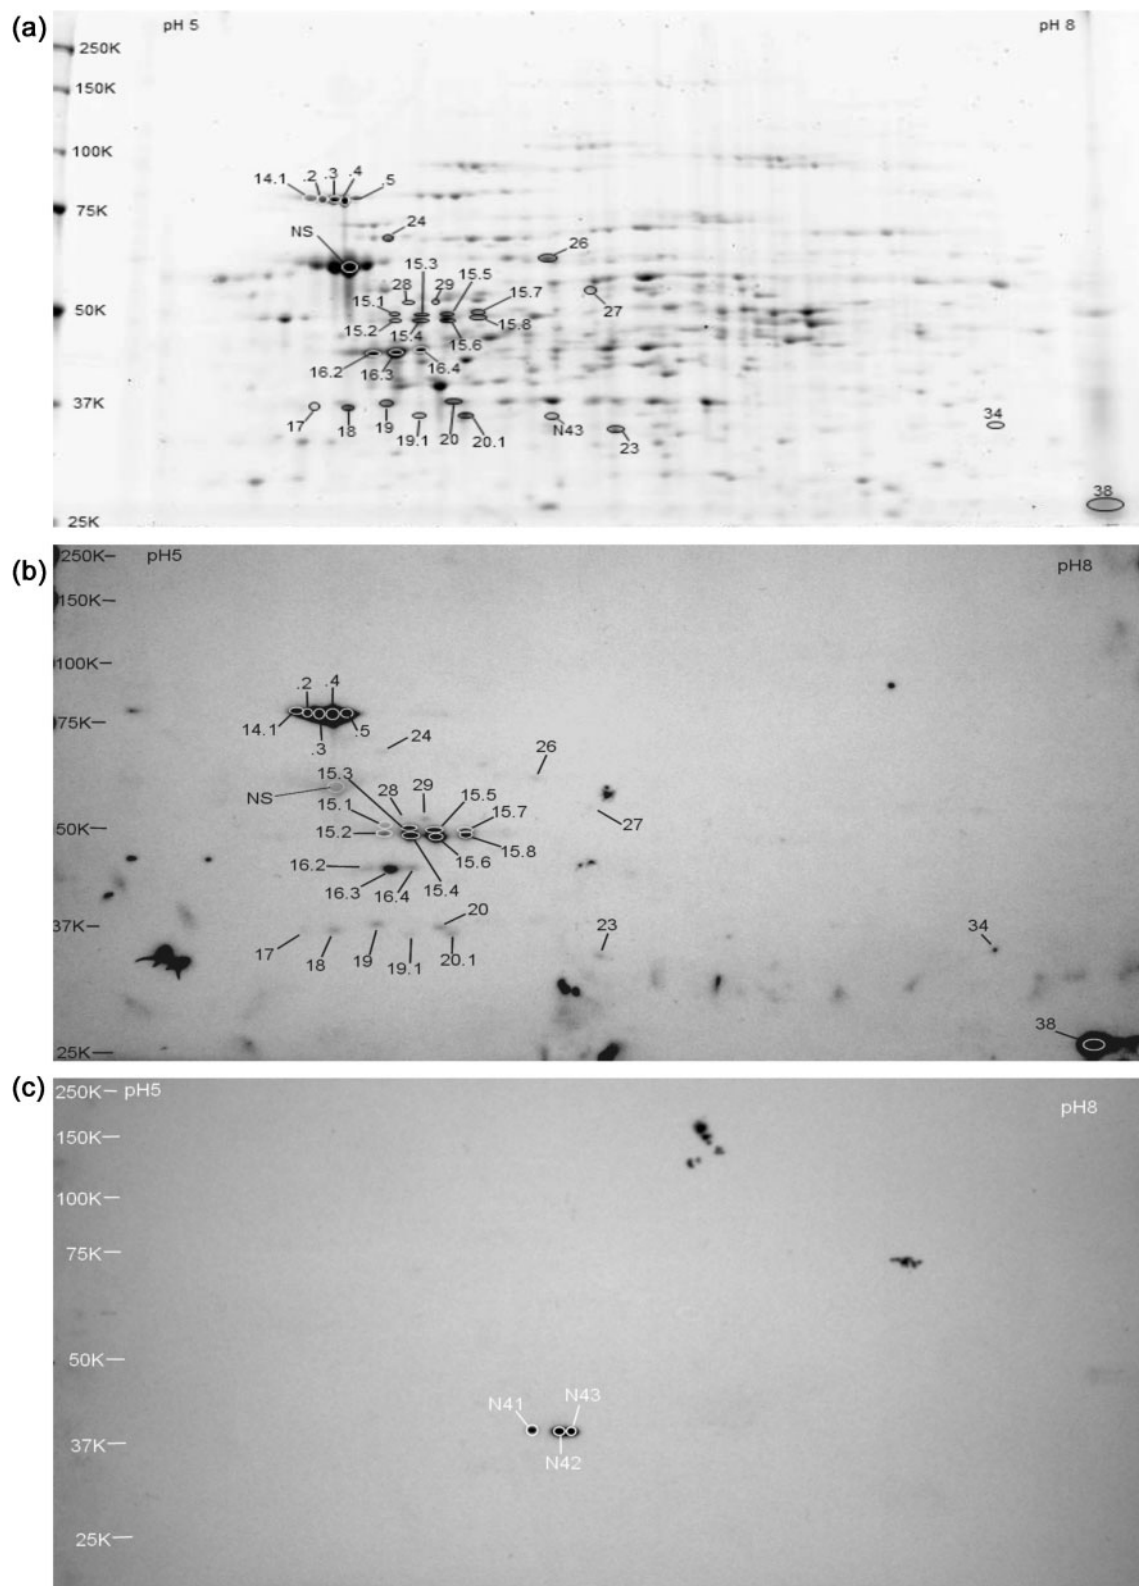 (a)
pH 5 pH 8
250K
150K
100K
14.1 .2 .3 .4 .5
75K
24
NS
26
15.3
28 29 15.5
15.1 15.7
27
50K
15.2 15.4 15.6 15.8
16.2 16.3 16.4
37K
17 18 19 19.1 20 20.1 N43 23 34
38
25K
(b)
250K pH5 pH8
150K
100K
.2 .4
75K
14.1 .3 .5
24
26
15.3
NS 28 29 15.5
15.1 15.7
27
50K
15.2 15.6 15.8
16.2
16.3 16.4 15.4
20
37K
23 34
17 18 19 19.1 20.1
38
25K
(c)
250K pH5
pH8
150K
100K
75K
50K
N41 N43
37K
N42
25K